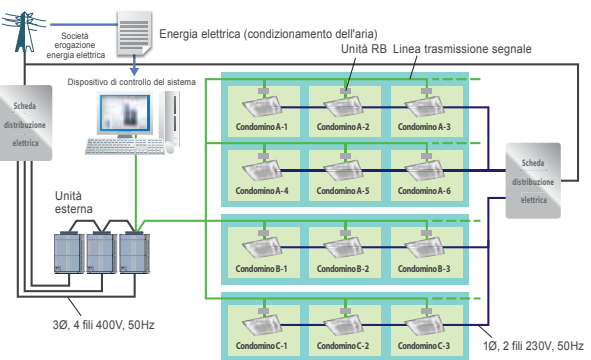 Società
erogazione
energia elettrica
Energia elettrica (condizionamento dell'aria)
Unità RB Linea trasmissione segnale
Dispositivo di controllo del sistema
Scheda
distribuzione
elettrica
Condomino A-1
Condomino A-2
Condomino A-3
Condomino A-4
Condomino A-5
Condomino A-6
Scheda
distribuzione
elettrica
Unità
esterna
Condomino B-1
Condomino B-2
Condomino B-3
Condomino C-1
Condomino C-2
Condomino C-3
3Ø, 4 fili 400V, 50Hz
1Ø, 2 fili 230V, 50Hz